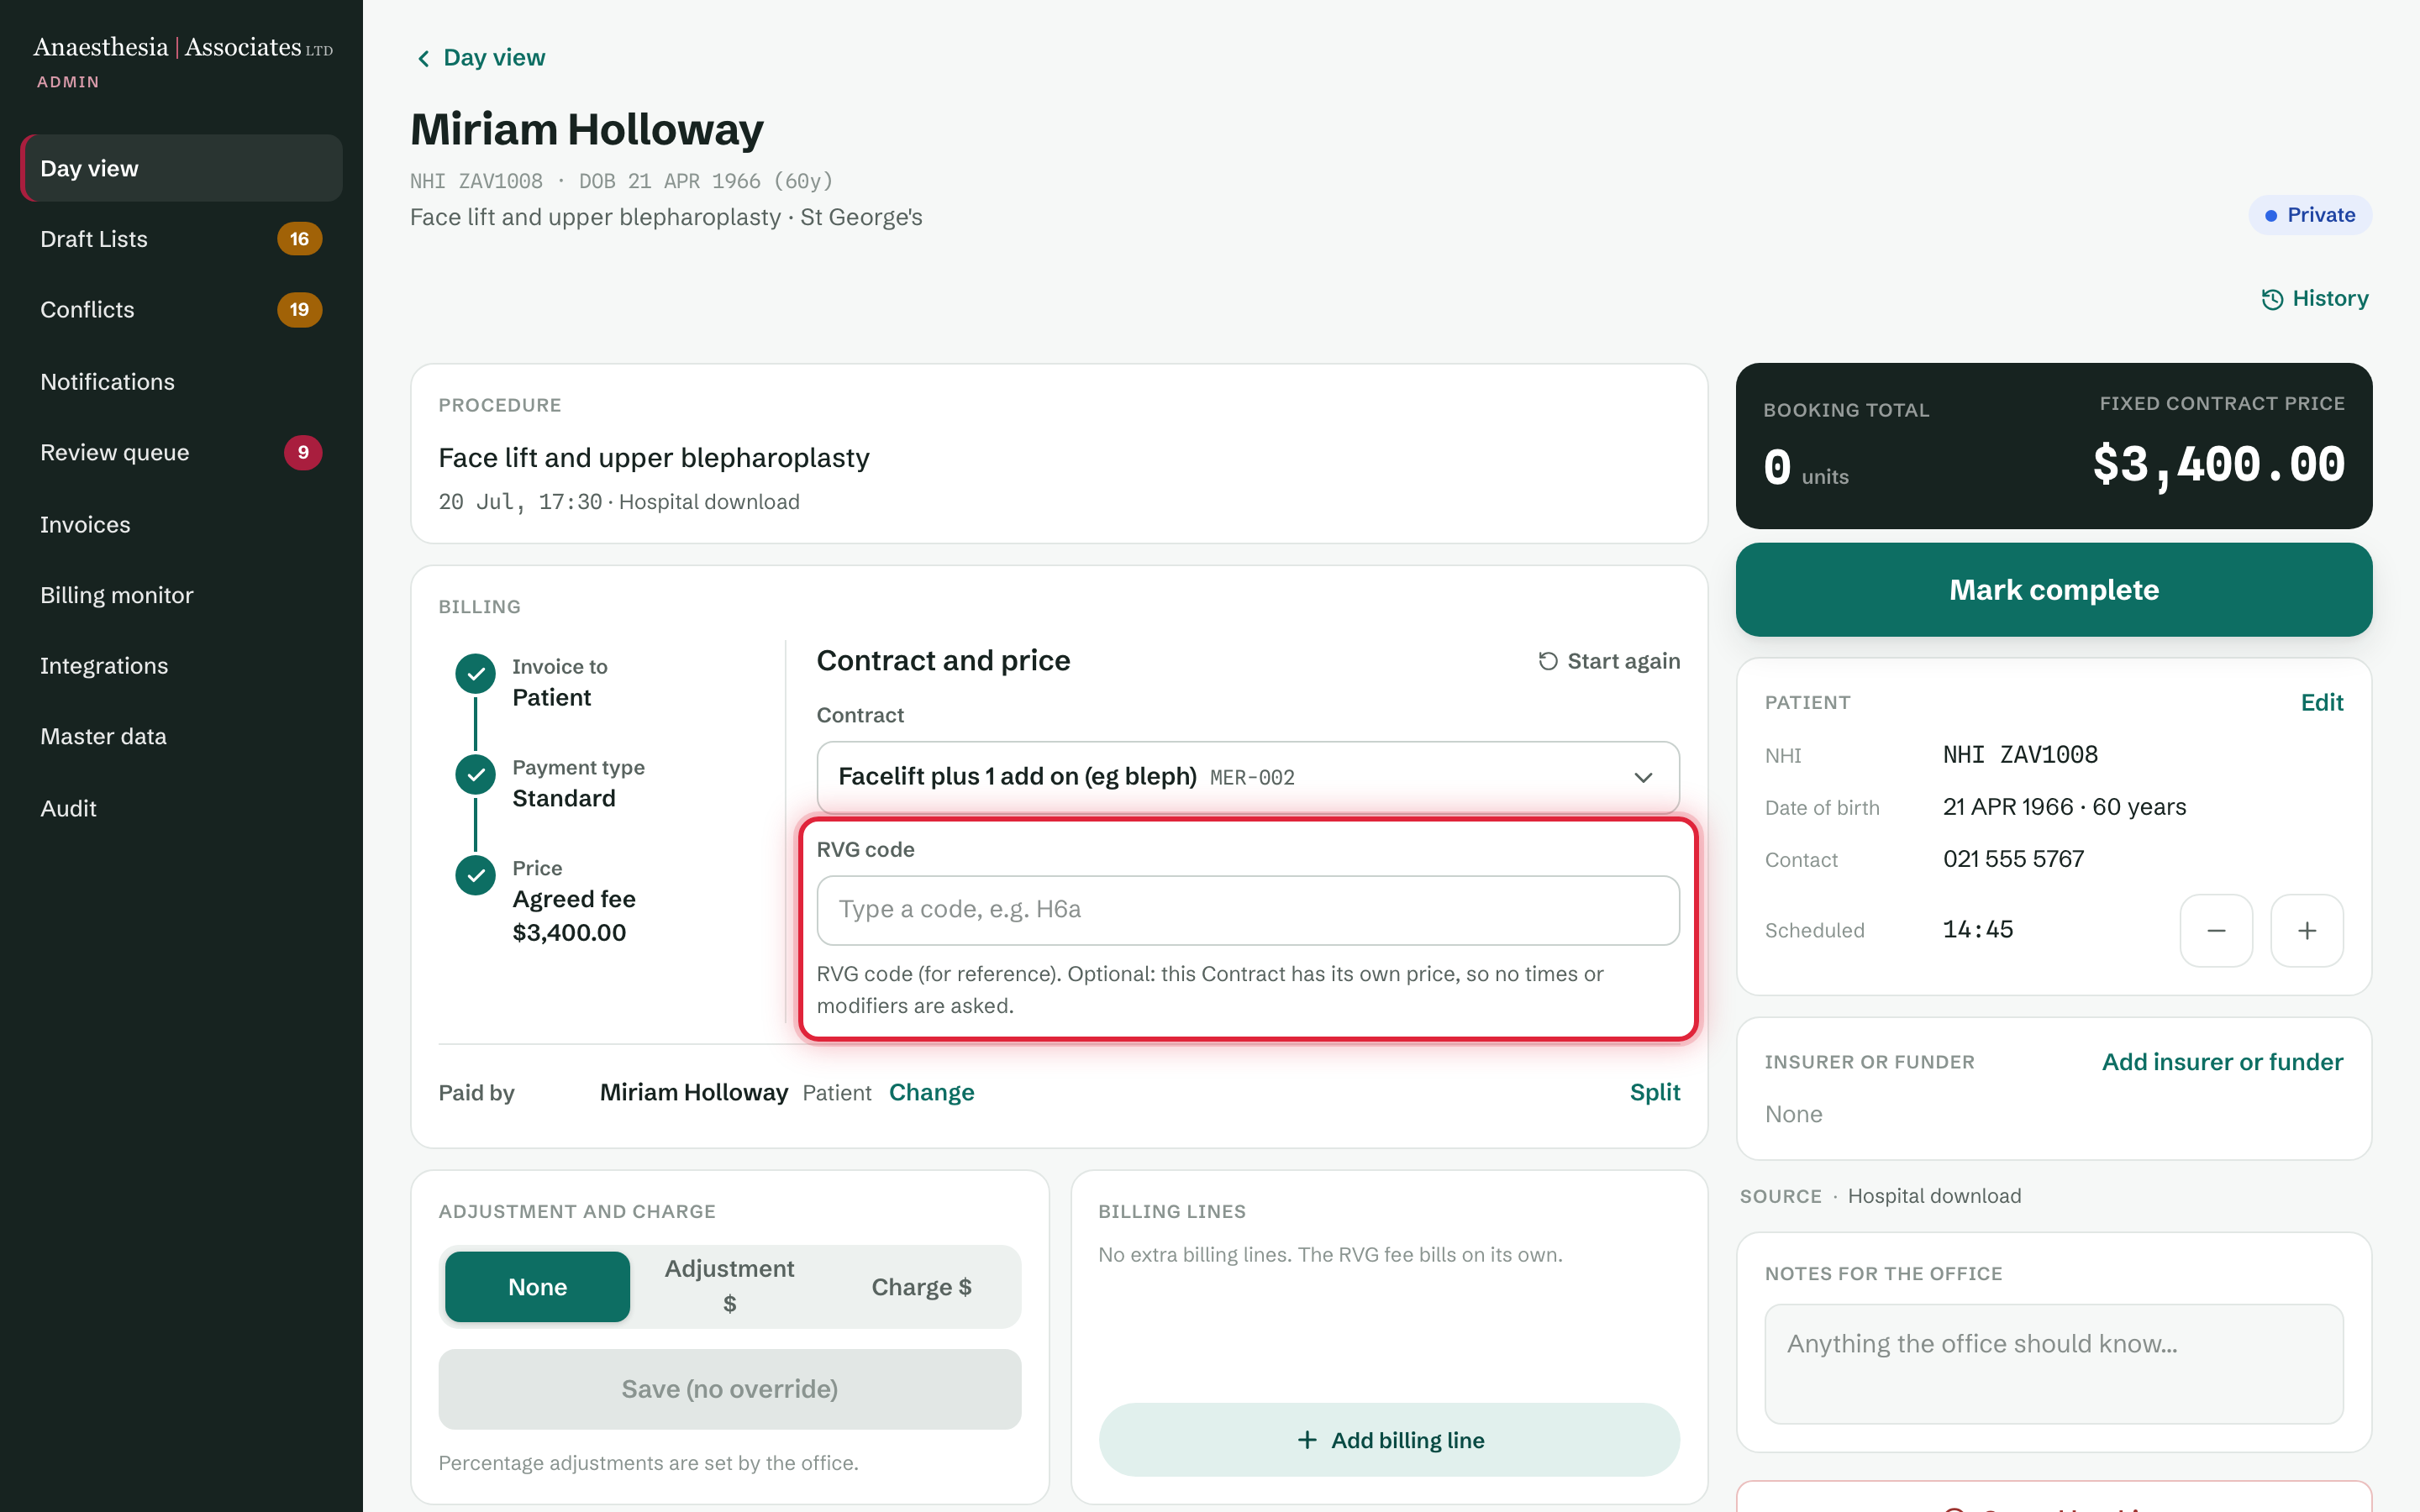 Anaesthesia | Associates LTD
ADMIN
Day view
Draft Lists 16
Conflicts 19
Notifications
Review queue 9
Invoices
Billing monitor
Integrations
Master data
Audit
Day view
Miriam Holloway
NHI ZAV1008 · DOB 21 APR 1966 (60y)
Face lift and upper blepharoplasty · St George's
Private
History
PROCEDURE
Face lift and upper blepharoplasty
20 Jul, 17:30 · Hospital download
BILLING
Invoice to
Patient
Payment type
Standard
Price
Agreed fee
$3,400.00
Contract and price
Start again
Contract
Facelift plus 1 add on (eg bleph) MER-002
RVG code
Type a code, e.g. H6a
RVG code (for reference). Optional: this Contract has its own price, so no times or
modifiers are asked.
Paid by Miriam Holloway Patient Change Split
ADJUSTMENT AND CHARGE
None
Adjustment
$
Charge $
Save (no override)
Percentage adjustments are set by the office.
BILLING LINES
No extra billing lines. The RVG fee bills on its own.
+ Add billing line
BOOKING TOTAL
0 units
FIXED CONTRACT PRICE
$3,400.00
Mark complete
PATIENT Edit
NHI NHI ZAV1008
Date of birth 21 APR 1966 · 60 years
Contact 021 555 5767
Scheduled 14:45 − +
INSURER OR FUNDER Add insurer or funder
None
SOURCE · Hospital download
NOTES FOR THE OFFICE
Anything the office should know...